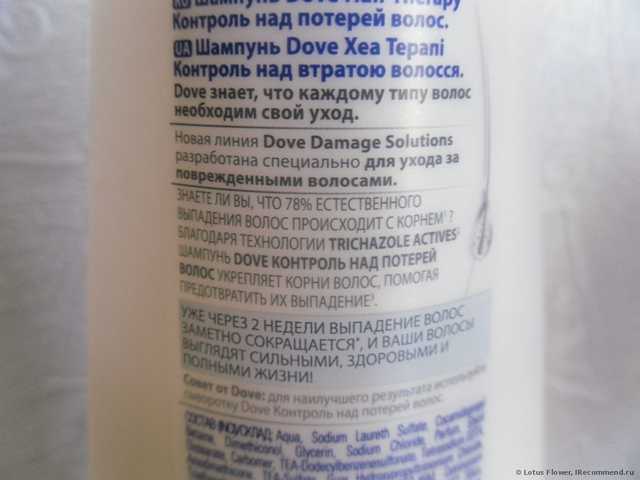 RU Шампунь Dove Hair Therapy
Контроль над потерей волос.
UA Шампунь Dove Хеа Терапі
Контроль над втратою волосся.
Dove знает, что каждому типу волос
необходим свой уход.
Новая линия Dove Damage Solutions
разработана специально для ухода за
поврежденными волосами.
ЗНАЕТЕ ЛИ ВЫ, ЧТО 78% ЕСТЕСТВЕННОГО
ВЫПАДЕНИЯ ВОЛОС ПРОИСХОДИТ С КОРНЕМ¹?
БЛАГОДАРЯ ТЕХНОЛОГИИ TRICHAZOLE ACTIVES
ШАМПУНЬ DOVE КОНТРОЛЬ НАД ПОТЕРЕЙ
ВОЛОС УКРЕПЛЯЕТ КОРНИ ВОЛОС, ПОМОГАЯ
ПРЕДОТВРАТИТЬ ИХ ВЫПАДЕНИЕ³.
УЖЕ ЧЕРЕЗ 2 НЕДЕЛИ ВЫПАДЕНИЕ ВОЛОС
ЗАМЕТНО СОКРАЩАЕТСЯ*, И ВАШИ ВОЛОСЫ
ВЫГЛЯДЯТ СИЛЬНЫМИ, ЗДОРОВЫМИ И
ПОЛНЫМИ ЖИЗНИ!
Совет от Dove: для наилучшего результата используйте
сыворотку Dove Контроль над потерей волос.
СОСТАВ Aqua, Sodium Laureth Sulfate,
Dimethiconol, Glycerin, Sodium Chloride, Parfum,
Carbomer, TEA-Dodecylbenzenesulfonate,
TEA-Sulfate
© Lotus Flower, IRecommend.ru